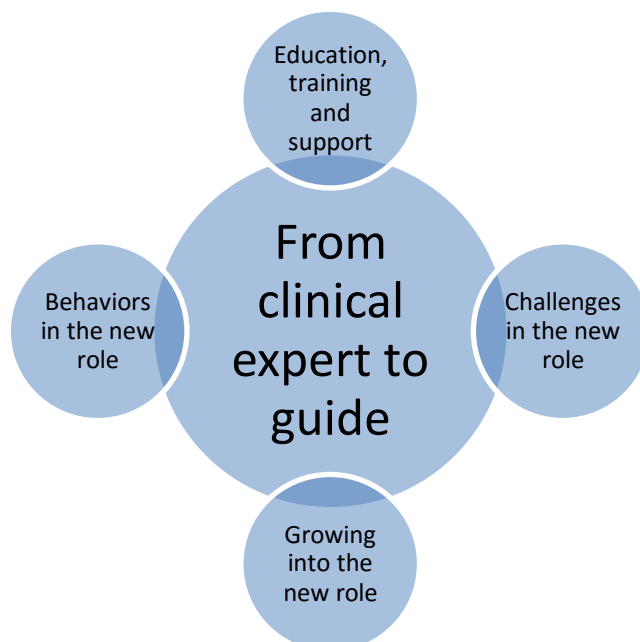 Education,
training
and
support
From
clinical
expert to
guide
Behaviors
in the new
role
Challenges
in the new
role
Growing
into the
new role